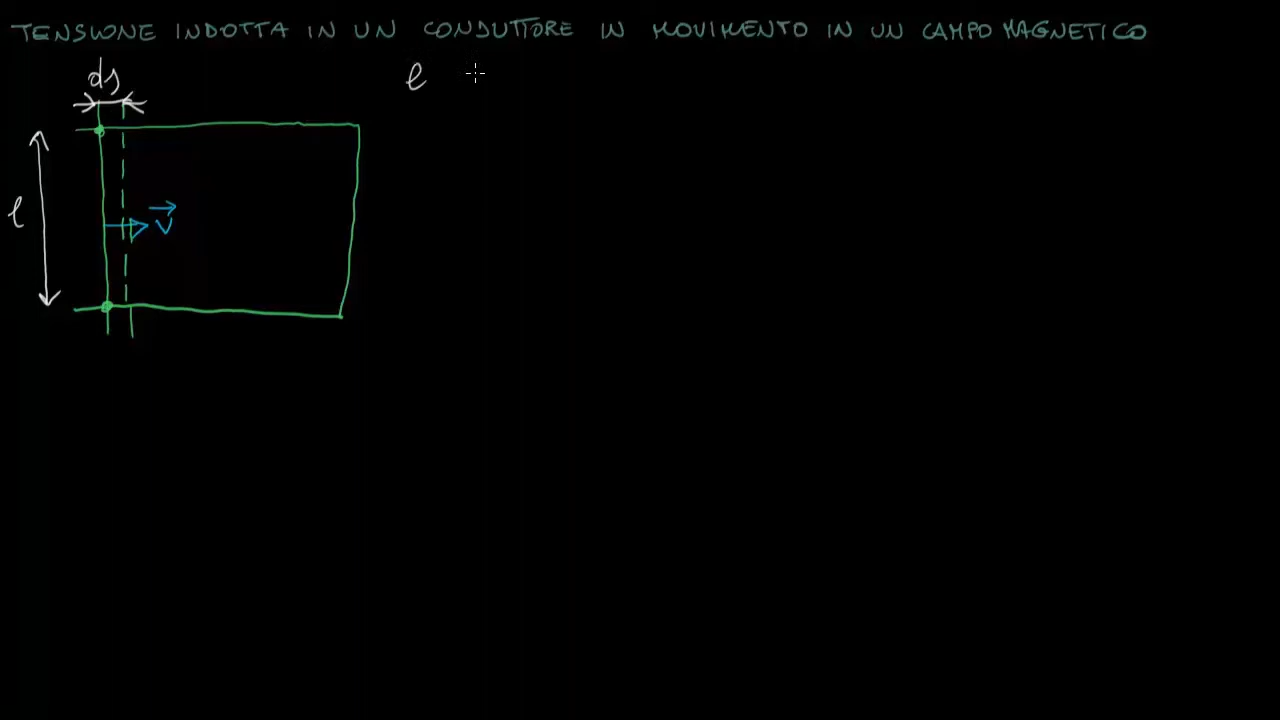 TENSIONE INDOTTA IN UN CONDUTTORE IN MOVIMENTO IN UN CAMPO MAGNETICO
ds
l
l
v